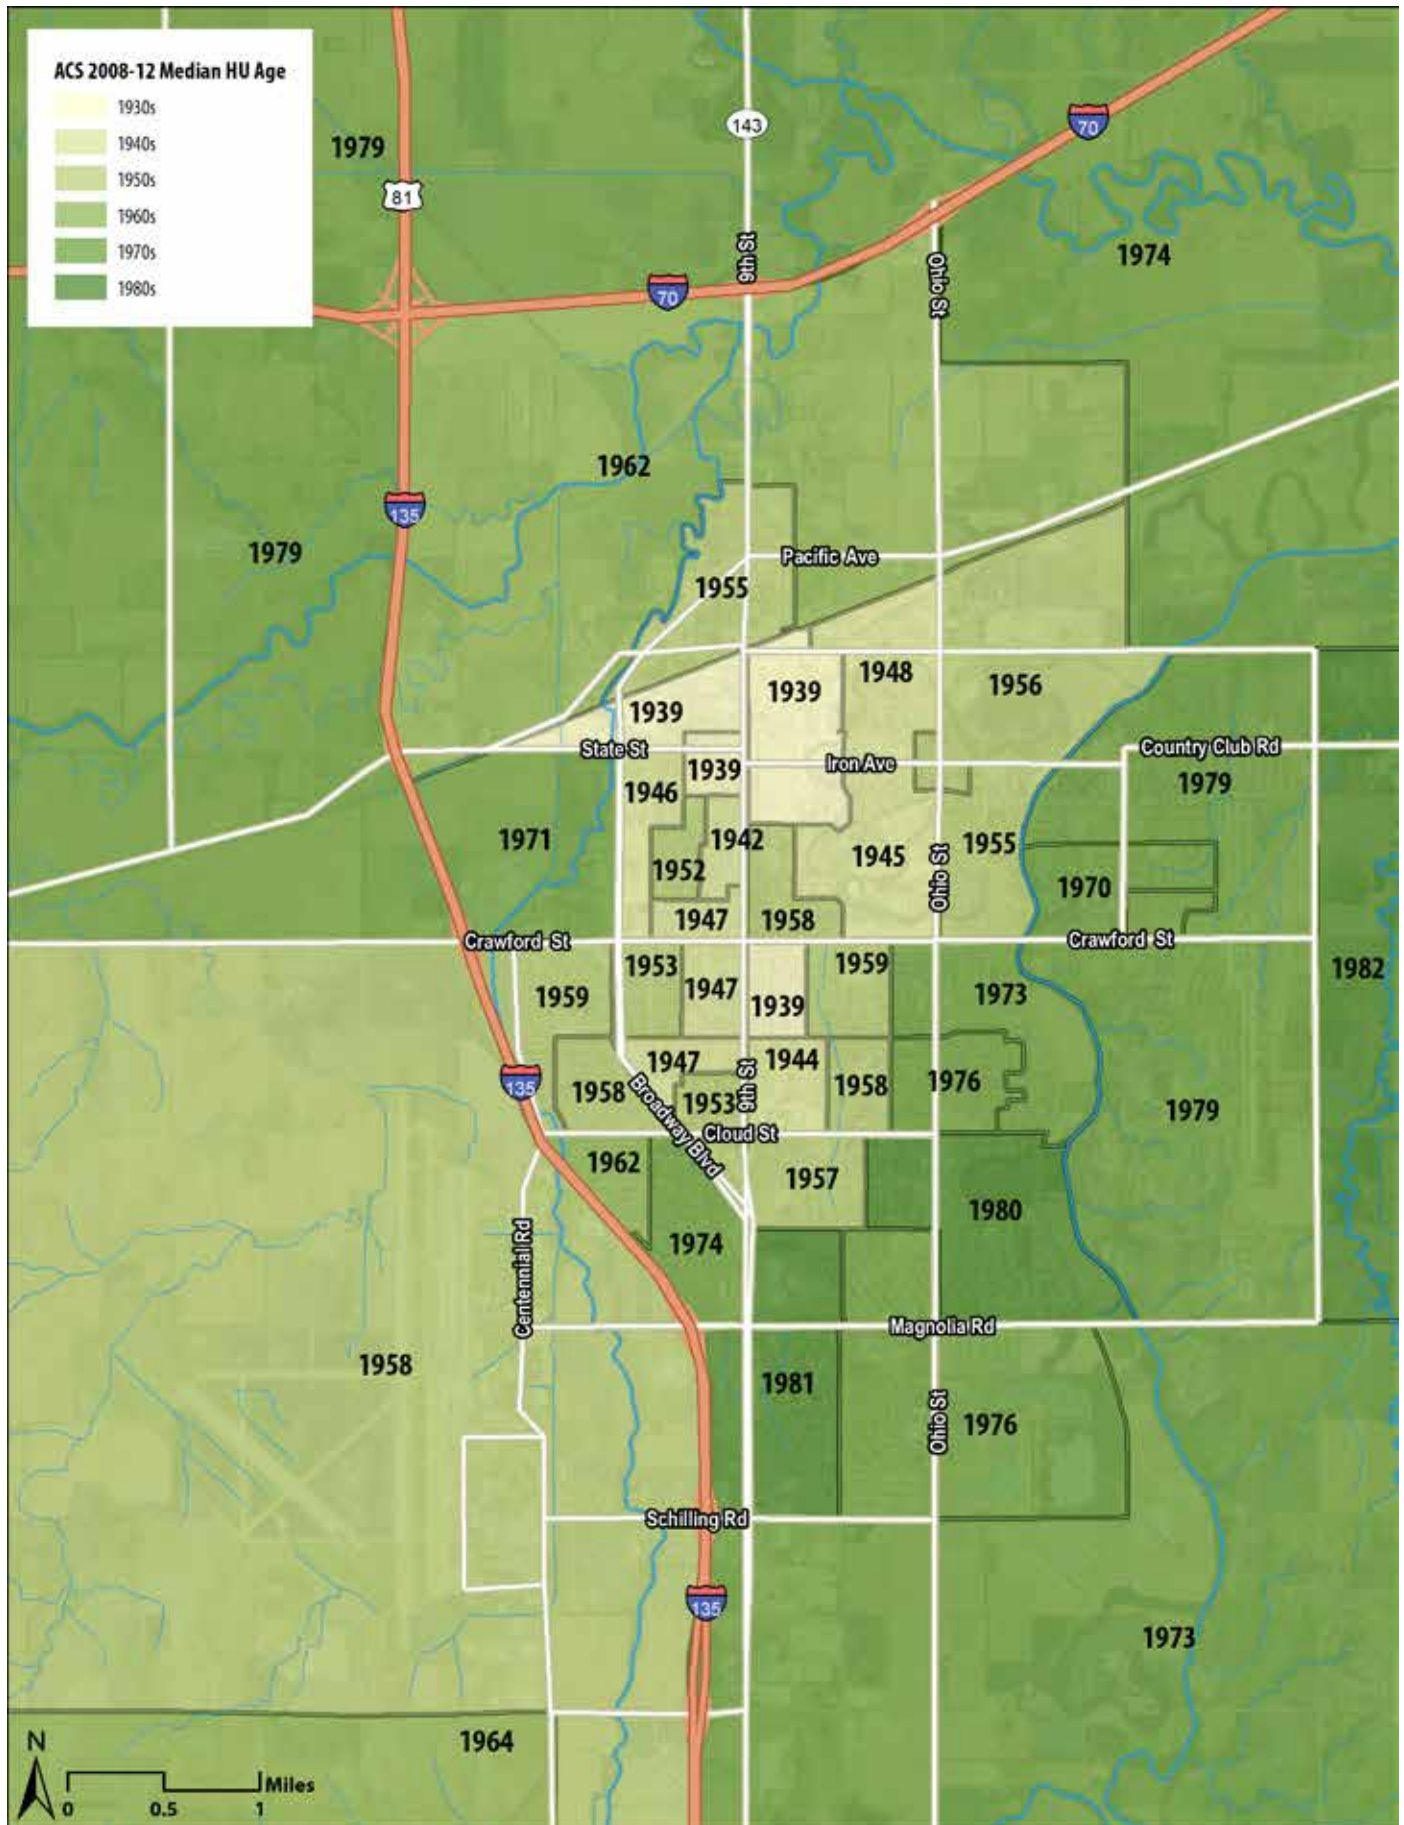 ACS 2008-12 Median HU Age
1930s
1940s
1950s
1960s
1970s
1980s
143
70
1979
81
9th St
1974
Ohio St
70
1962
135
1979
Pacific Ave
1955
1948
1939
1956
1939
State St
Country Club Rd
Iron Ave
1939
1979
1946
1971
1942
1955
1945
1952
1970
Ohio St
1947
1958
Crawford St
Crawford St
1953
1959
1982
1947
1959
1973
1939
1947
1944
135
1958
9th St
1958
1976
1953
1979
Broadway Blvd
Cloud St
1962
1957
1980
1974
Centennial Rd
Magnolia Rd
1958
1981
Ohio St
1976
Schilling Rd
135
1973
N
1964
Miles
0
0.5
1